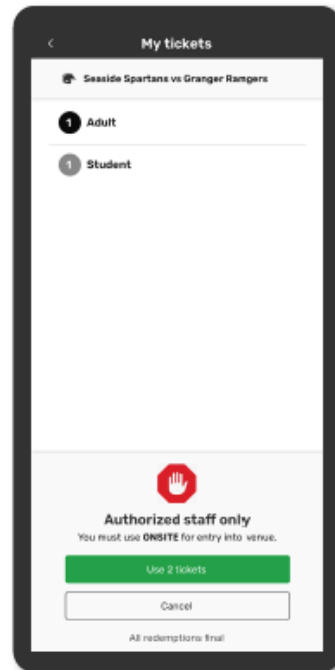 My tickets
Seaside Spartans vs Granger Rangers
1 Adult
1 Student
Authorized staff only
You must use ONSITE for entry into venue.
Use 2 tickets
Cancel
All redemptions final